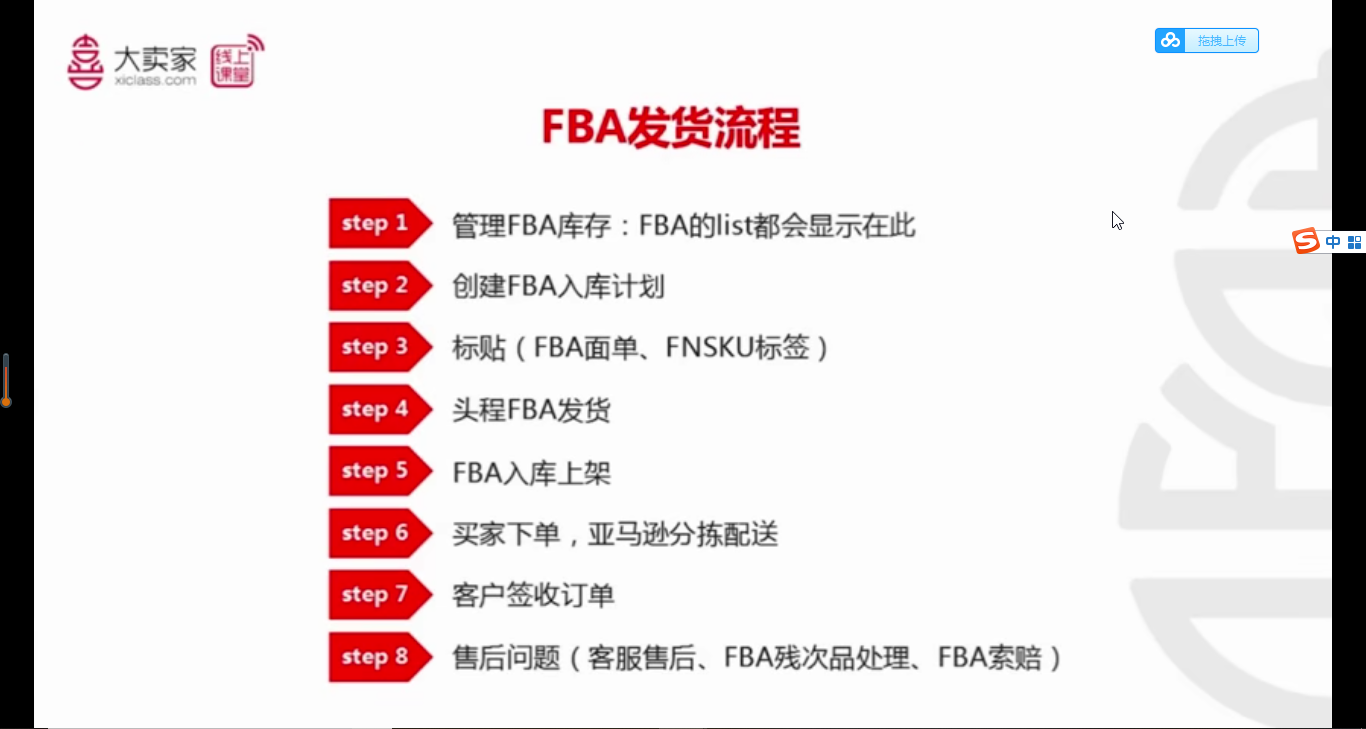 大卖家
xiclass.com
线上
课堂
拖拽上传
FBA发货流程
step 1 管理FBA库存：FBA的list都会显示在此
中
step 2 创建FBA入库计划
step 3 标贴（FBA面单、FNSKU标签）
step 4 头程FBA发货
step 5 FBA入库上架
step 6 买家下单，亚马逊分拣配送
step 7 客户签收订单
step 8 售后问题（客服售后、FBA残次品处理、FBA索赔）